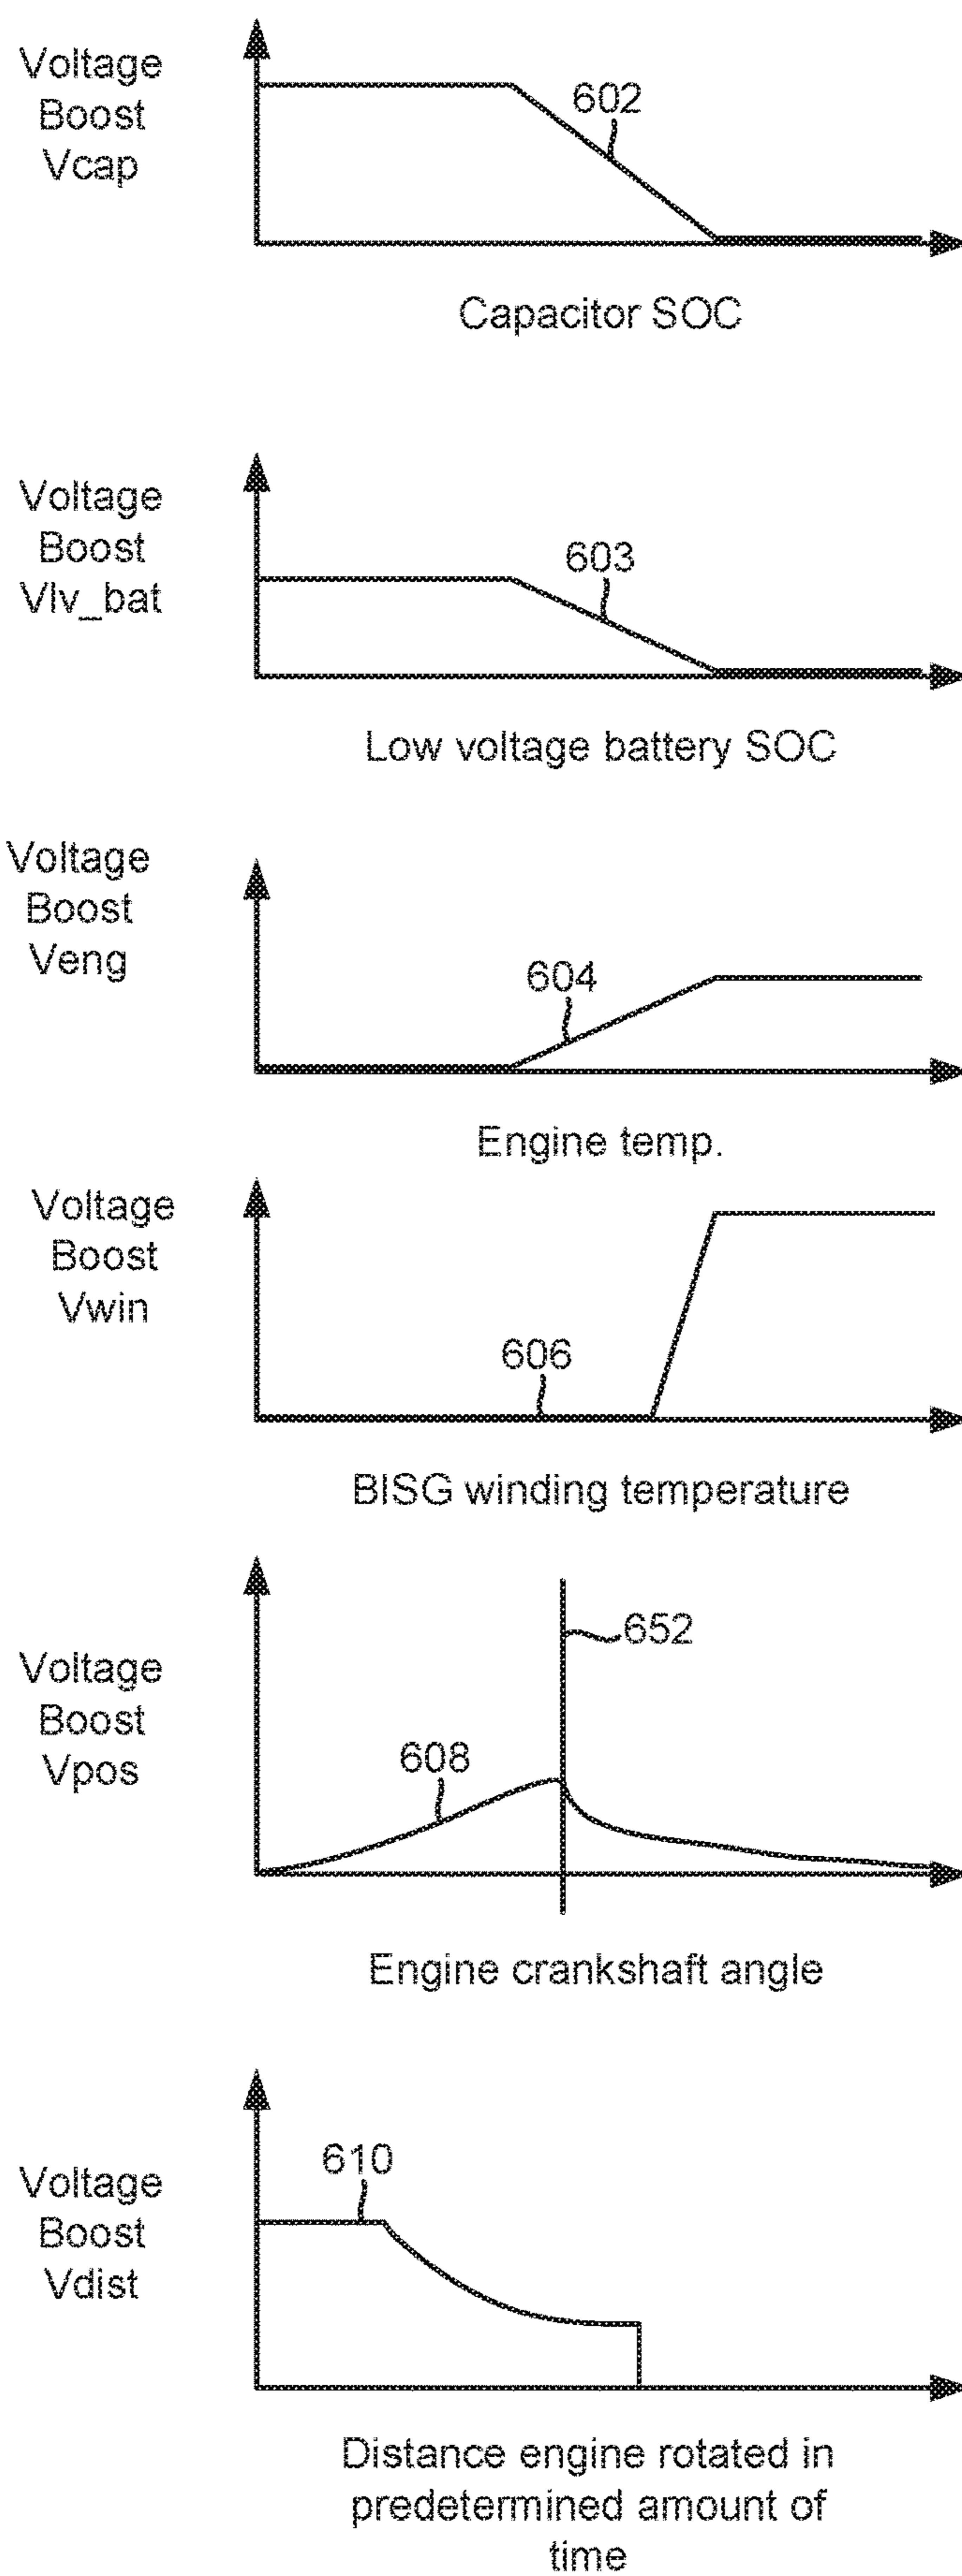 Voltage
Boost
Vcap
602
Capacitor SOC
Voltage
Boost
Vlv_bat
603
Low voltage battery SOC
Voltage
Boost
Veng
604
Engine temp.
Voltage
Boost
Vwin
606
BISG winding temperature
652
Voltage
Boost
Vpos
608
Engine crankshaft angle
610
Voltage
Boost
Vdist
Distance engine rotated in
predetermined amount of
time